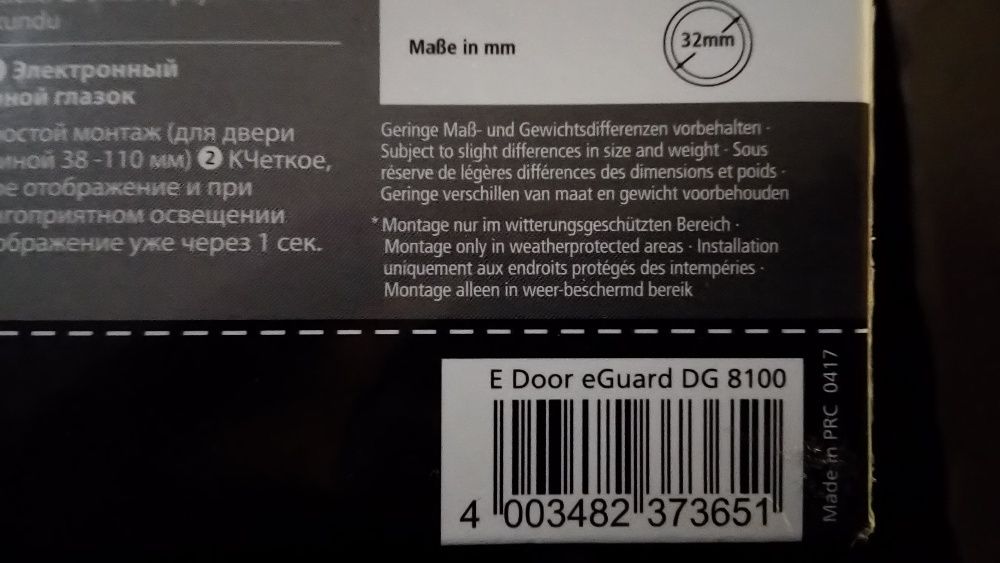 kundu
Электронный
ной глазок
остой монтаж (для двери
иной 38 -110 мм) ❷ КЧеткое,
ое отображение и при
агоприятном освещении
ображение уже через 1 сек.
Maße in mm
32mm
Geringe Maß- und Gewichtsdifferenzen vorbehalten ·
Subject to slight differences in size and weight · Sous
réserve de légères différences des dimensions et poids ·
Geringe verschillen van maat en gewicht voorbehouden
* Montage nur im witterungsgeschützten Bereich ·
Montage only in weatherprotected areas · Installation
uniquement aux endroits protégés des intempéries ·
Montage alleen in weer-beschermd bereik
E Door eGuard DG 8100
4 003482 373651
Made in PRC 0417